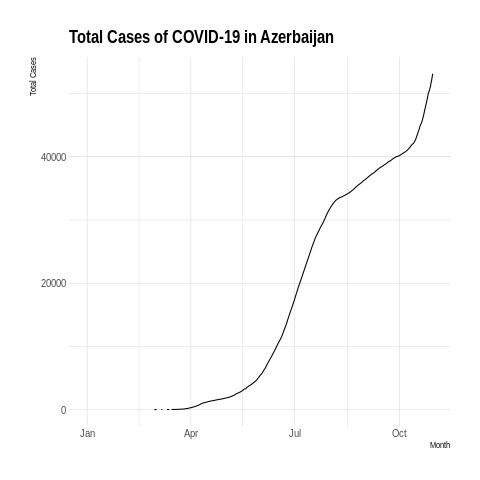 Total Cases of COVID-19 in Azerbaijan
Total Cases
40000
20000
0
Jan Apr Jul Oct
Month